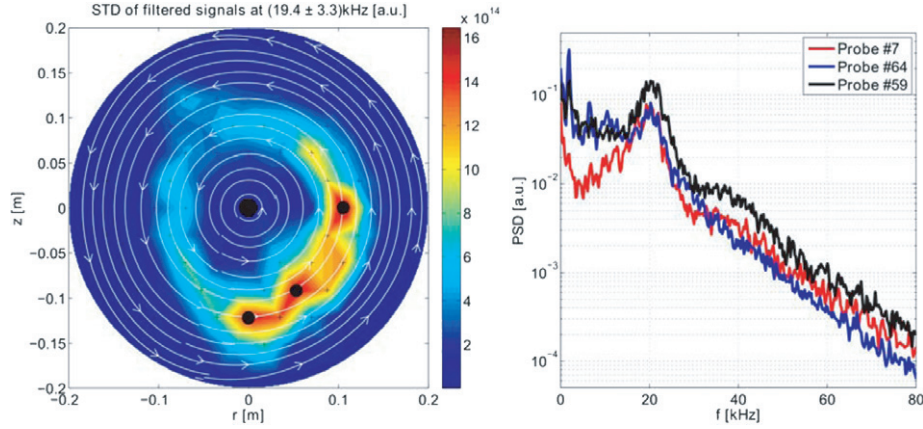 STD of filtered signals at (19.4 ± 3.3)kHz [a.u.]
x 10^14
0.2
0.15
0.1
0.05
0
−0.05
−0.1
−0.15
−0.2
z [m]
−0.2 −0.1 0 0.1 0.2
r [m]
16
14
12
10
8
6
4
2
Probe #7
Probe #64
Probe #59
10^-1
10^-2
10^-3
10^-4
PSD [a.u.]
0 20 40 60 80
f [kHz]